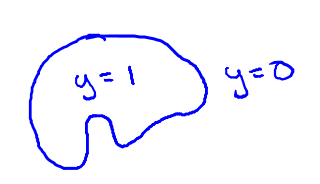 y = 1
y = 0